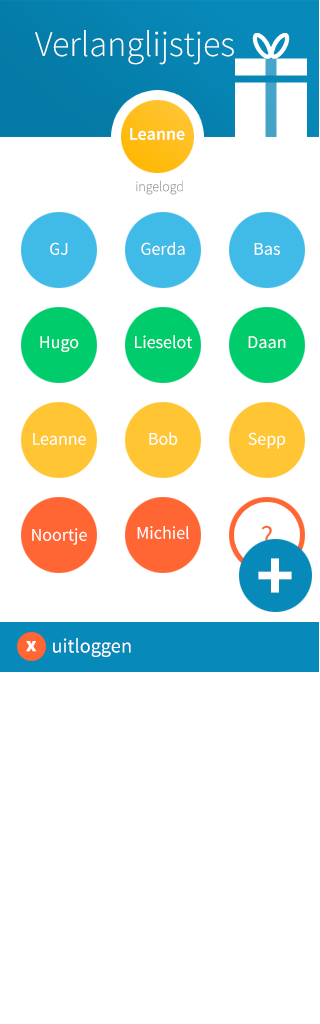 Verlanglijstjes
Leanne
ingelogd
GJ
Gerda
Bas
Hugo
Lieselot
Daan
Leanne
Bob
Sepp
Noortje
Michiel
?
+
x uitloggen